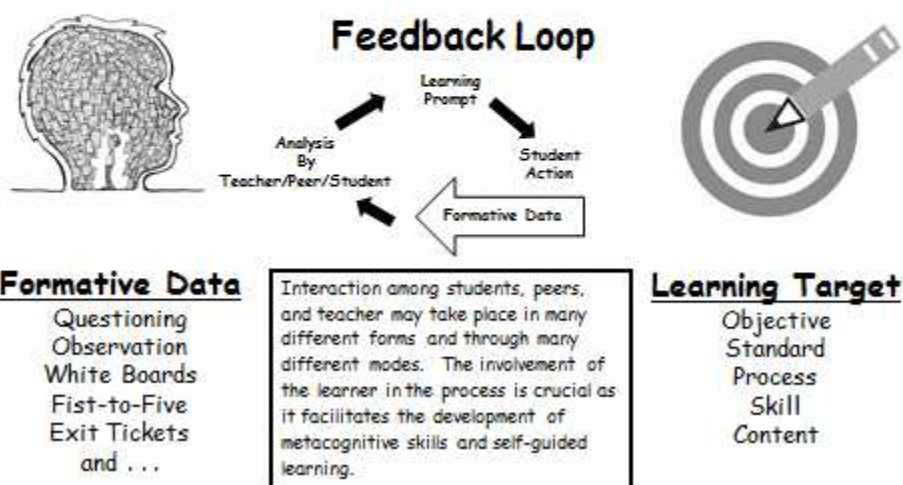 Feedback Loop
Learning
Prompt
Analysis
By
Teacher/Peer/Student
Student
Action
Formative Data
Formative Data
Questioning
Observation
White Boards
Fist-to-Five
Exit Tickets
and . . .
Interaction among students, peers,
and teacher may take place in many
different forms and through many
different modes. The involvement of
the learner in the process is crucial as
it facilitates the development of
metacognitive skills and self-guided
learning.
Learning Target
Objective
Standard
Process
Skill
Content